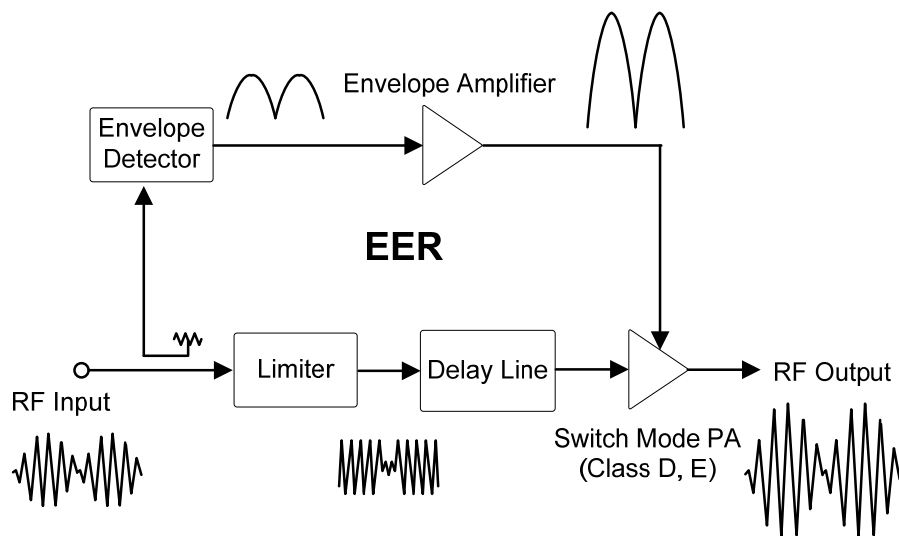 Envelope Amplifier
Envelope
Detector
EER
Limiter
Delay Line
RF Output
RF Input
Switch Mode PA
(Class D, E)